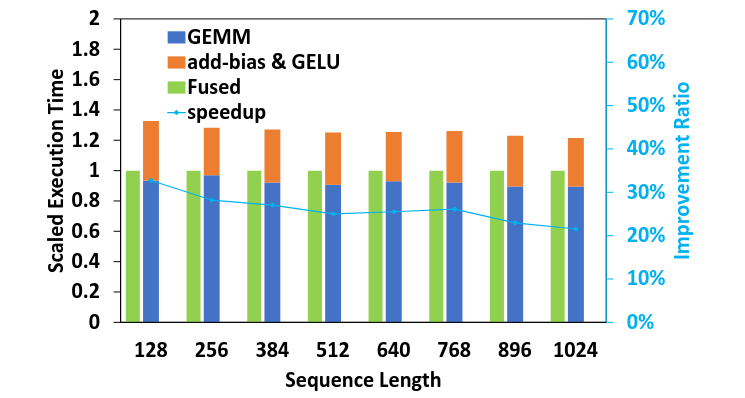 2
1.8
1.6
1.4
1.2
1
0.8
0.6
0.4
0.2
0
Scaled Execution Time
GEMM
add-bias & GELU
Fused
speedup
70%
60%
50%
40%
30%
20%
10%
0%
Improvement Ratio
128 256 384 512 640 768 896 1024
Sequence Length